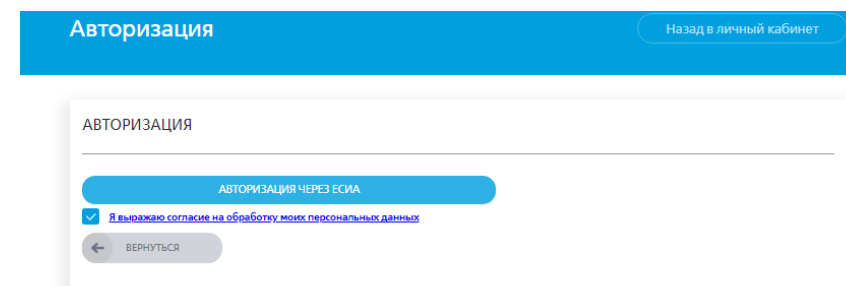 Авторизация
Назад в личный кабинет
АВТОРИЗАЦИЯ
АВТОРИЗАЦИЯ ЧЕРЕЗ ЕСИА
Я выражаю согласие на обработку моих персональных данных
ВЕРНУТЬСЯ